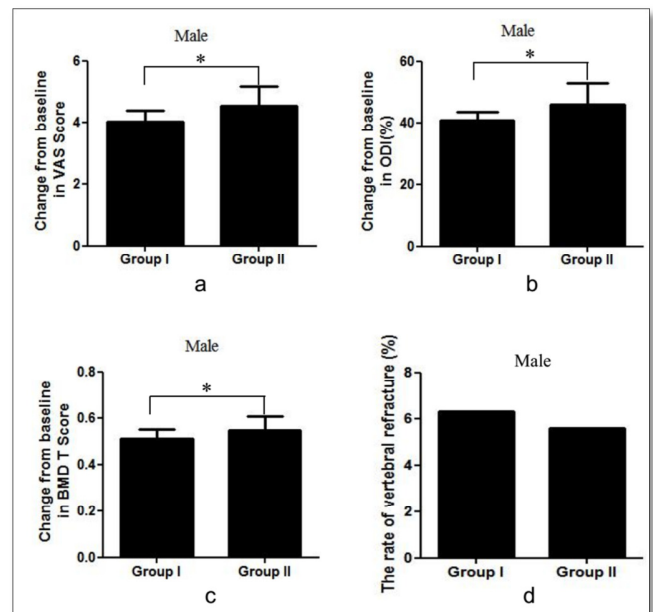 Male
*
Change from baseline
in VAS Score
6
4
2
0
Group I Group II
a
Male
*
Change from baseline
in ODI(%)
60
40
20
0
Group I Group II
b
Male
*
Change from baseline
in BMD T Score
0.8
0.6
0.4
0.2
0.0
Group I Group II
c
Male
The rate of vertebral refracture (%)
8
6
4
2
0
Group I Group II
d